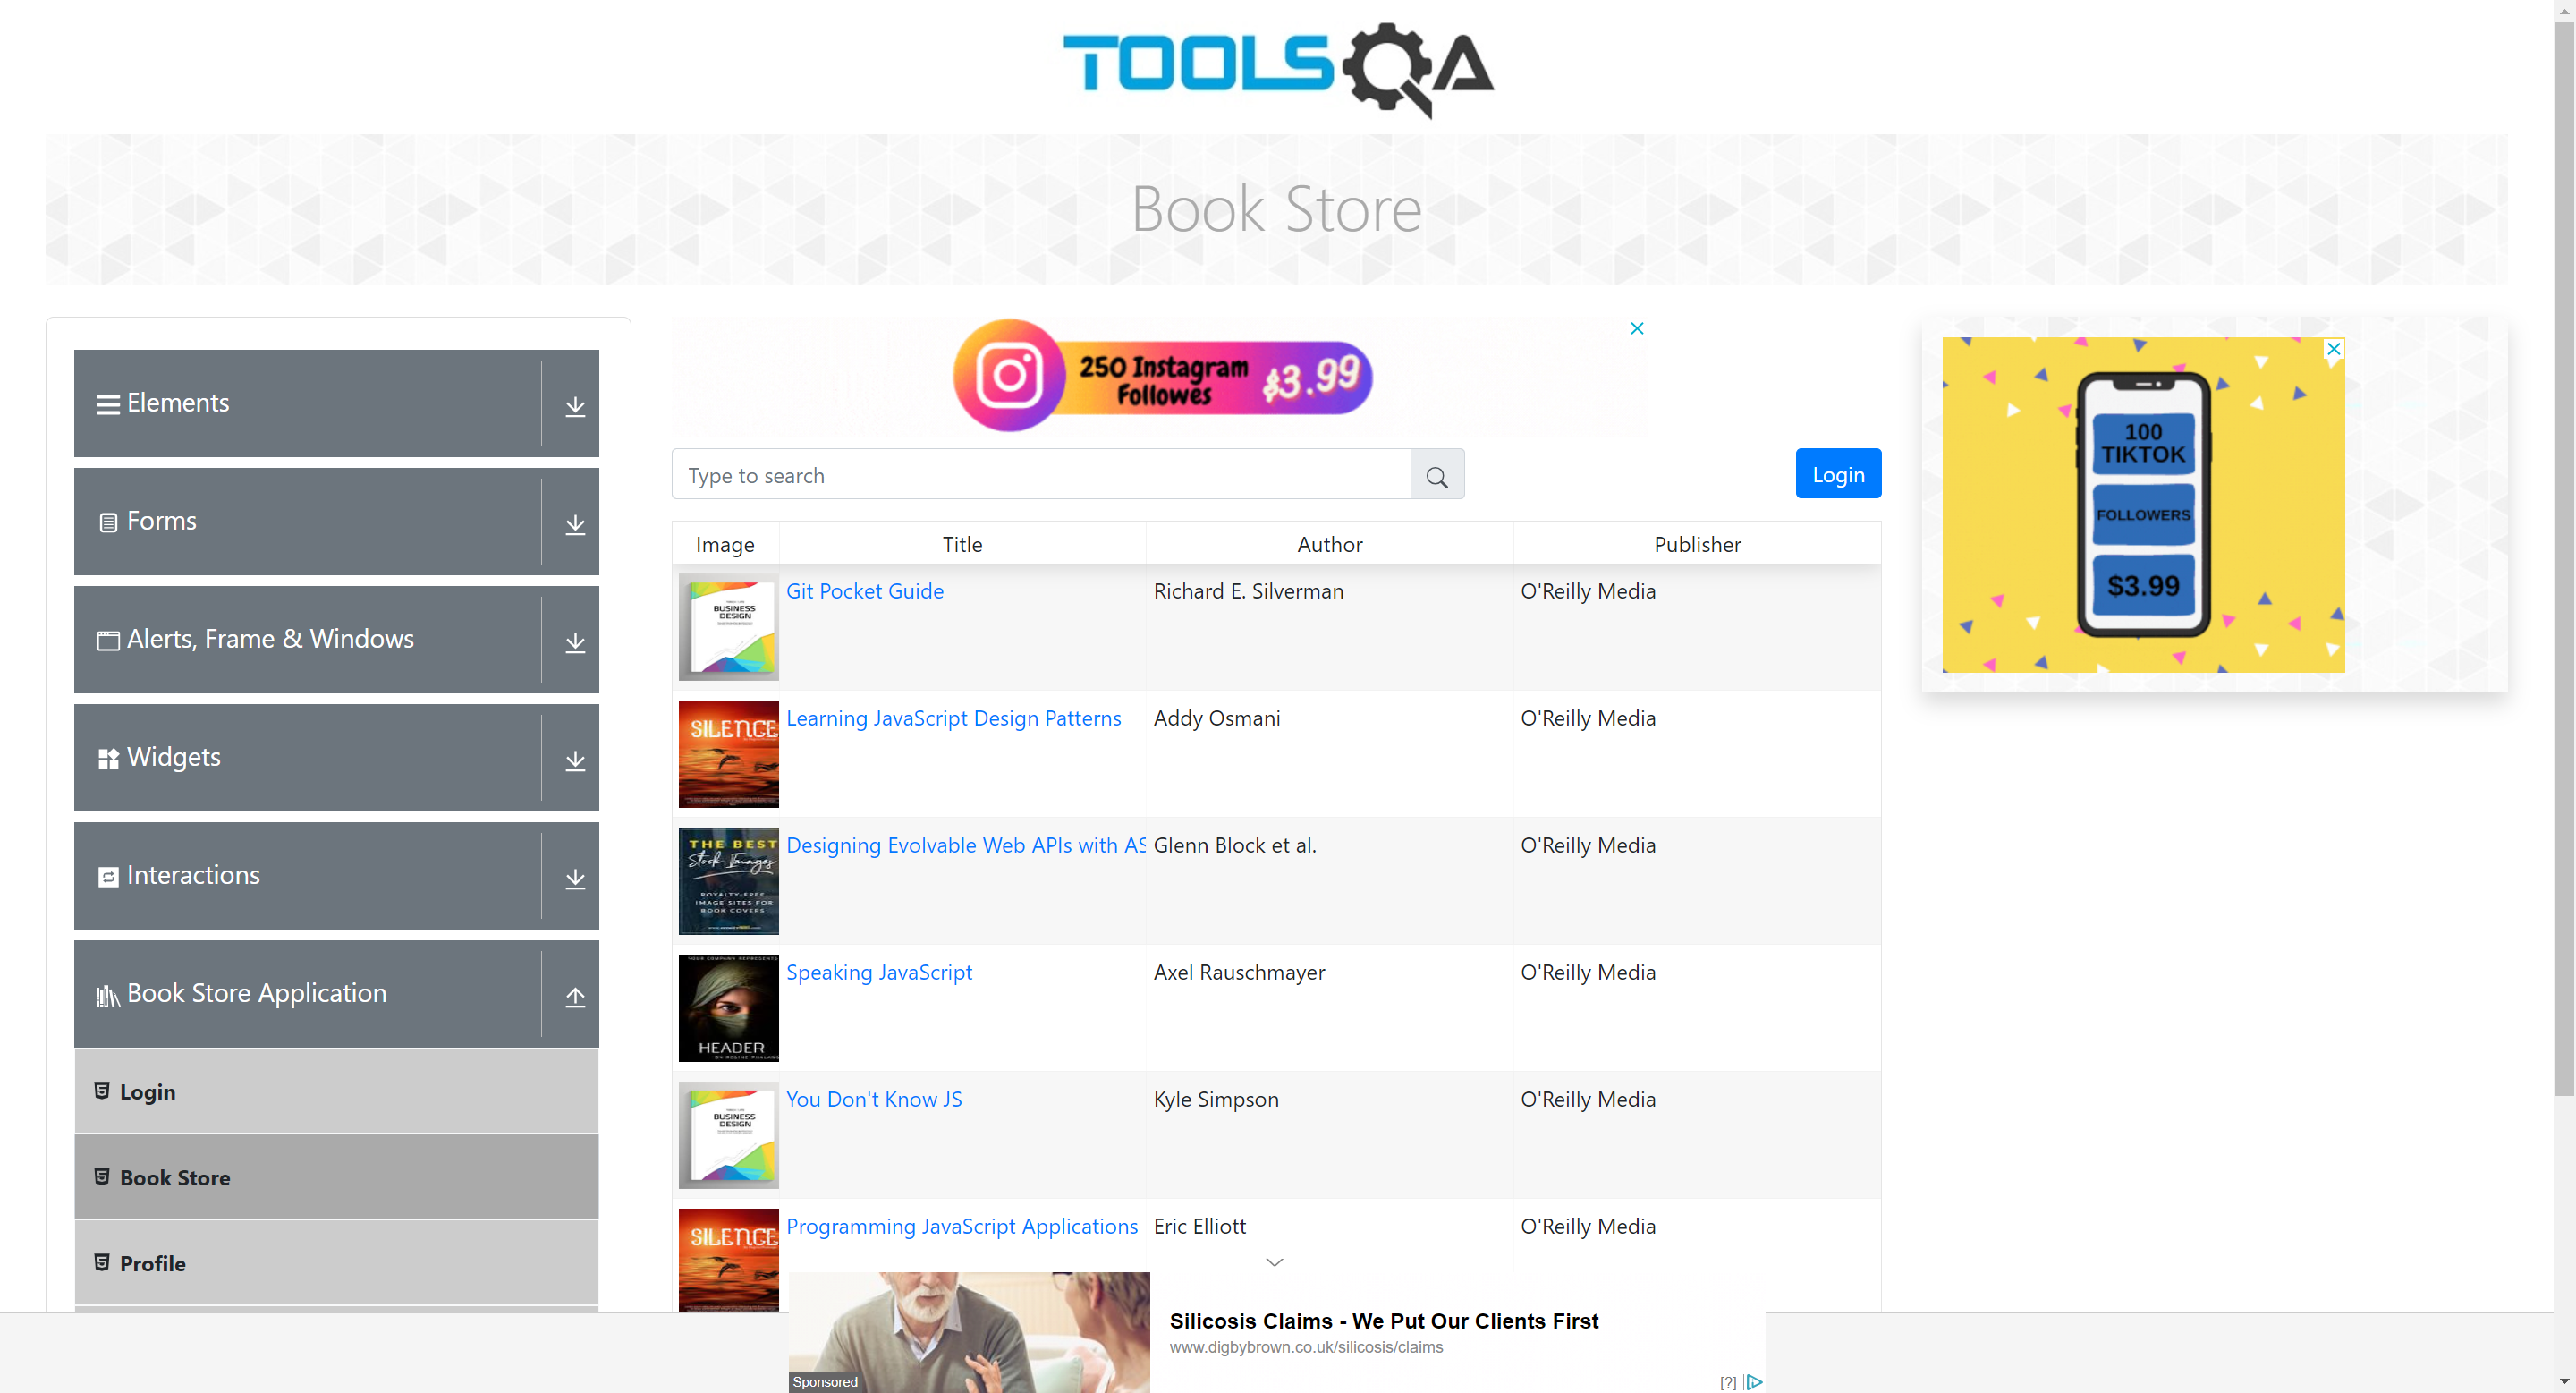 TOOLSQA
Book Store
Elements
Forms
Alerts, Frame & Windows
Widgets
Interactions
Book Store Application
Login
Book Store
Profile
250 Instagram
Followes
$3.99
Type to search
Login
Image Title Author Publisher
BUSINESS
DESIGN
Git Pocket Guide Richard E. Silverman O'Reilly Media
SILENCE
Learning JavaScript Design Patterns Addy Osmani O'Reilly Media
THE BEST
Stock Images
ROYALTY-FREE
IMAGE SITES FOR
BOOK COVERS
Designing Evolvable Web APIs with AS Glenn Block et al. O'Reilly Media
YOUR COMPANY REPRESENTS
HEADER
Speaking JavaScript Axel Rauschmayer O'Reilly Media
BUSINESS
DESIGN
You Don't Know JS Kyle Simpson O'Reilly Media
SILENCE
Programming JavaScript Applications Eric Elliott O'Reilly Media
100
TIKTOK
FOLLOWERS
$3.99
Silicosis Claims - We Put Our Clients First
www.digbybrown.co.uk/silicosis/claims
Sponsored
[?]